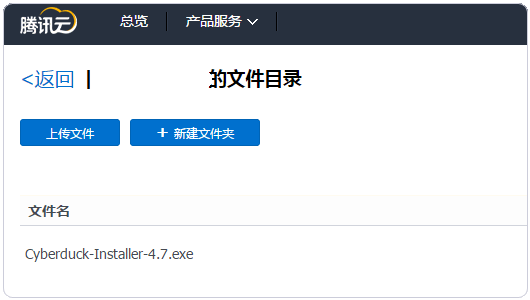 腾讯云 总览 产品服务
<返回 | 的文件目录
上传文件 + 新建文件夹
文件名
Cyberduck-Installer-4.7.exe